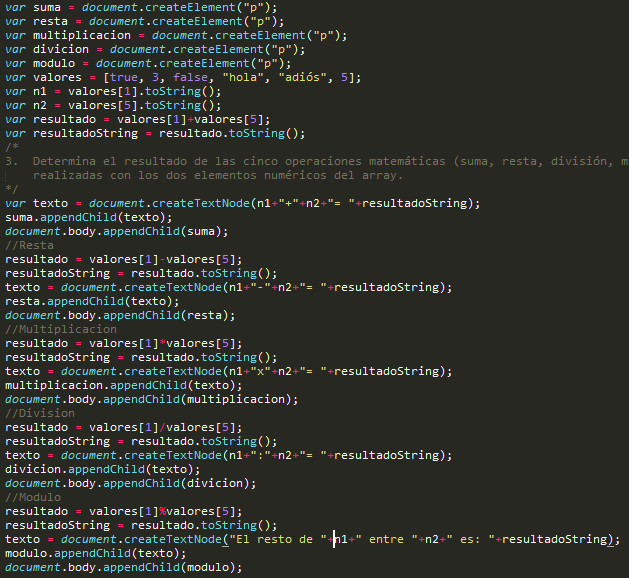 var suma = document.createElement("p");
var resta = document.createElement("p");
var multiplicacion = document.createElement("p");
var divicion = document.createElement("p");
var modulo = document.createElement("p");
var valores = [true, 3, false, "hola", "adiós", 5];
var n1 = valores[1].toString();
var n2 = valores[5].toString();
var resultado = valores[1]+valores[5];
var resultadoString = resultado.toString();
/*
3.  Determina el resultado de las cinco operaciones matemáticas (suma, resta, división, m
    realizadas con los dos elementos numéricos del array.
*/
var texto = document.createTextNode(n1+"+"+n2+"= "+resultadoString);
suma.appendChild(texto);
document.body.appendChild(suma);
//Resta
resultado = valores[1]-valores[5];
resultadoString = resultado.toString();
texto = document.createTextNode(n1+"-"+n2+"= "+resultadoString);
resta.appendChild(texto);
document.body.appendChild(resta);
//Multiplicacion
resultado = valores[1]*valores[5];
resultadoString = resultado.toString();
texto = document.createTextNode(n1+"x"+n2+"= "+resultadoString);
multiplicacion.appendChild(texto);
document.body.appendChild(multiplicacion);
//Division
resultado = valores[1]/valores[5];
resultadoString = resultado.toString();
texto = document.createTextNode(n1+":"+n2+"= "+resultadoString);
divicion.appendChild(texto);
document.body.appendChild(divicion);
//Modulo
resultado = valores[1]%valores[5];
resultadoString = resultado.toString();
texto = document.createTextNode("El resto de "+n1+" entre "+n2+" es: "+resultadoString);
modulo.appendChild(texto);
document.body.appendChild(modulo);